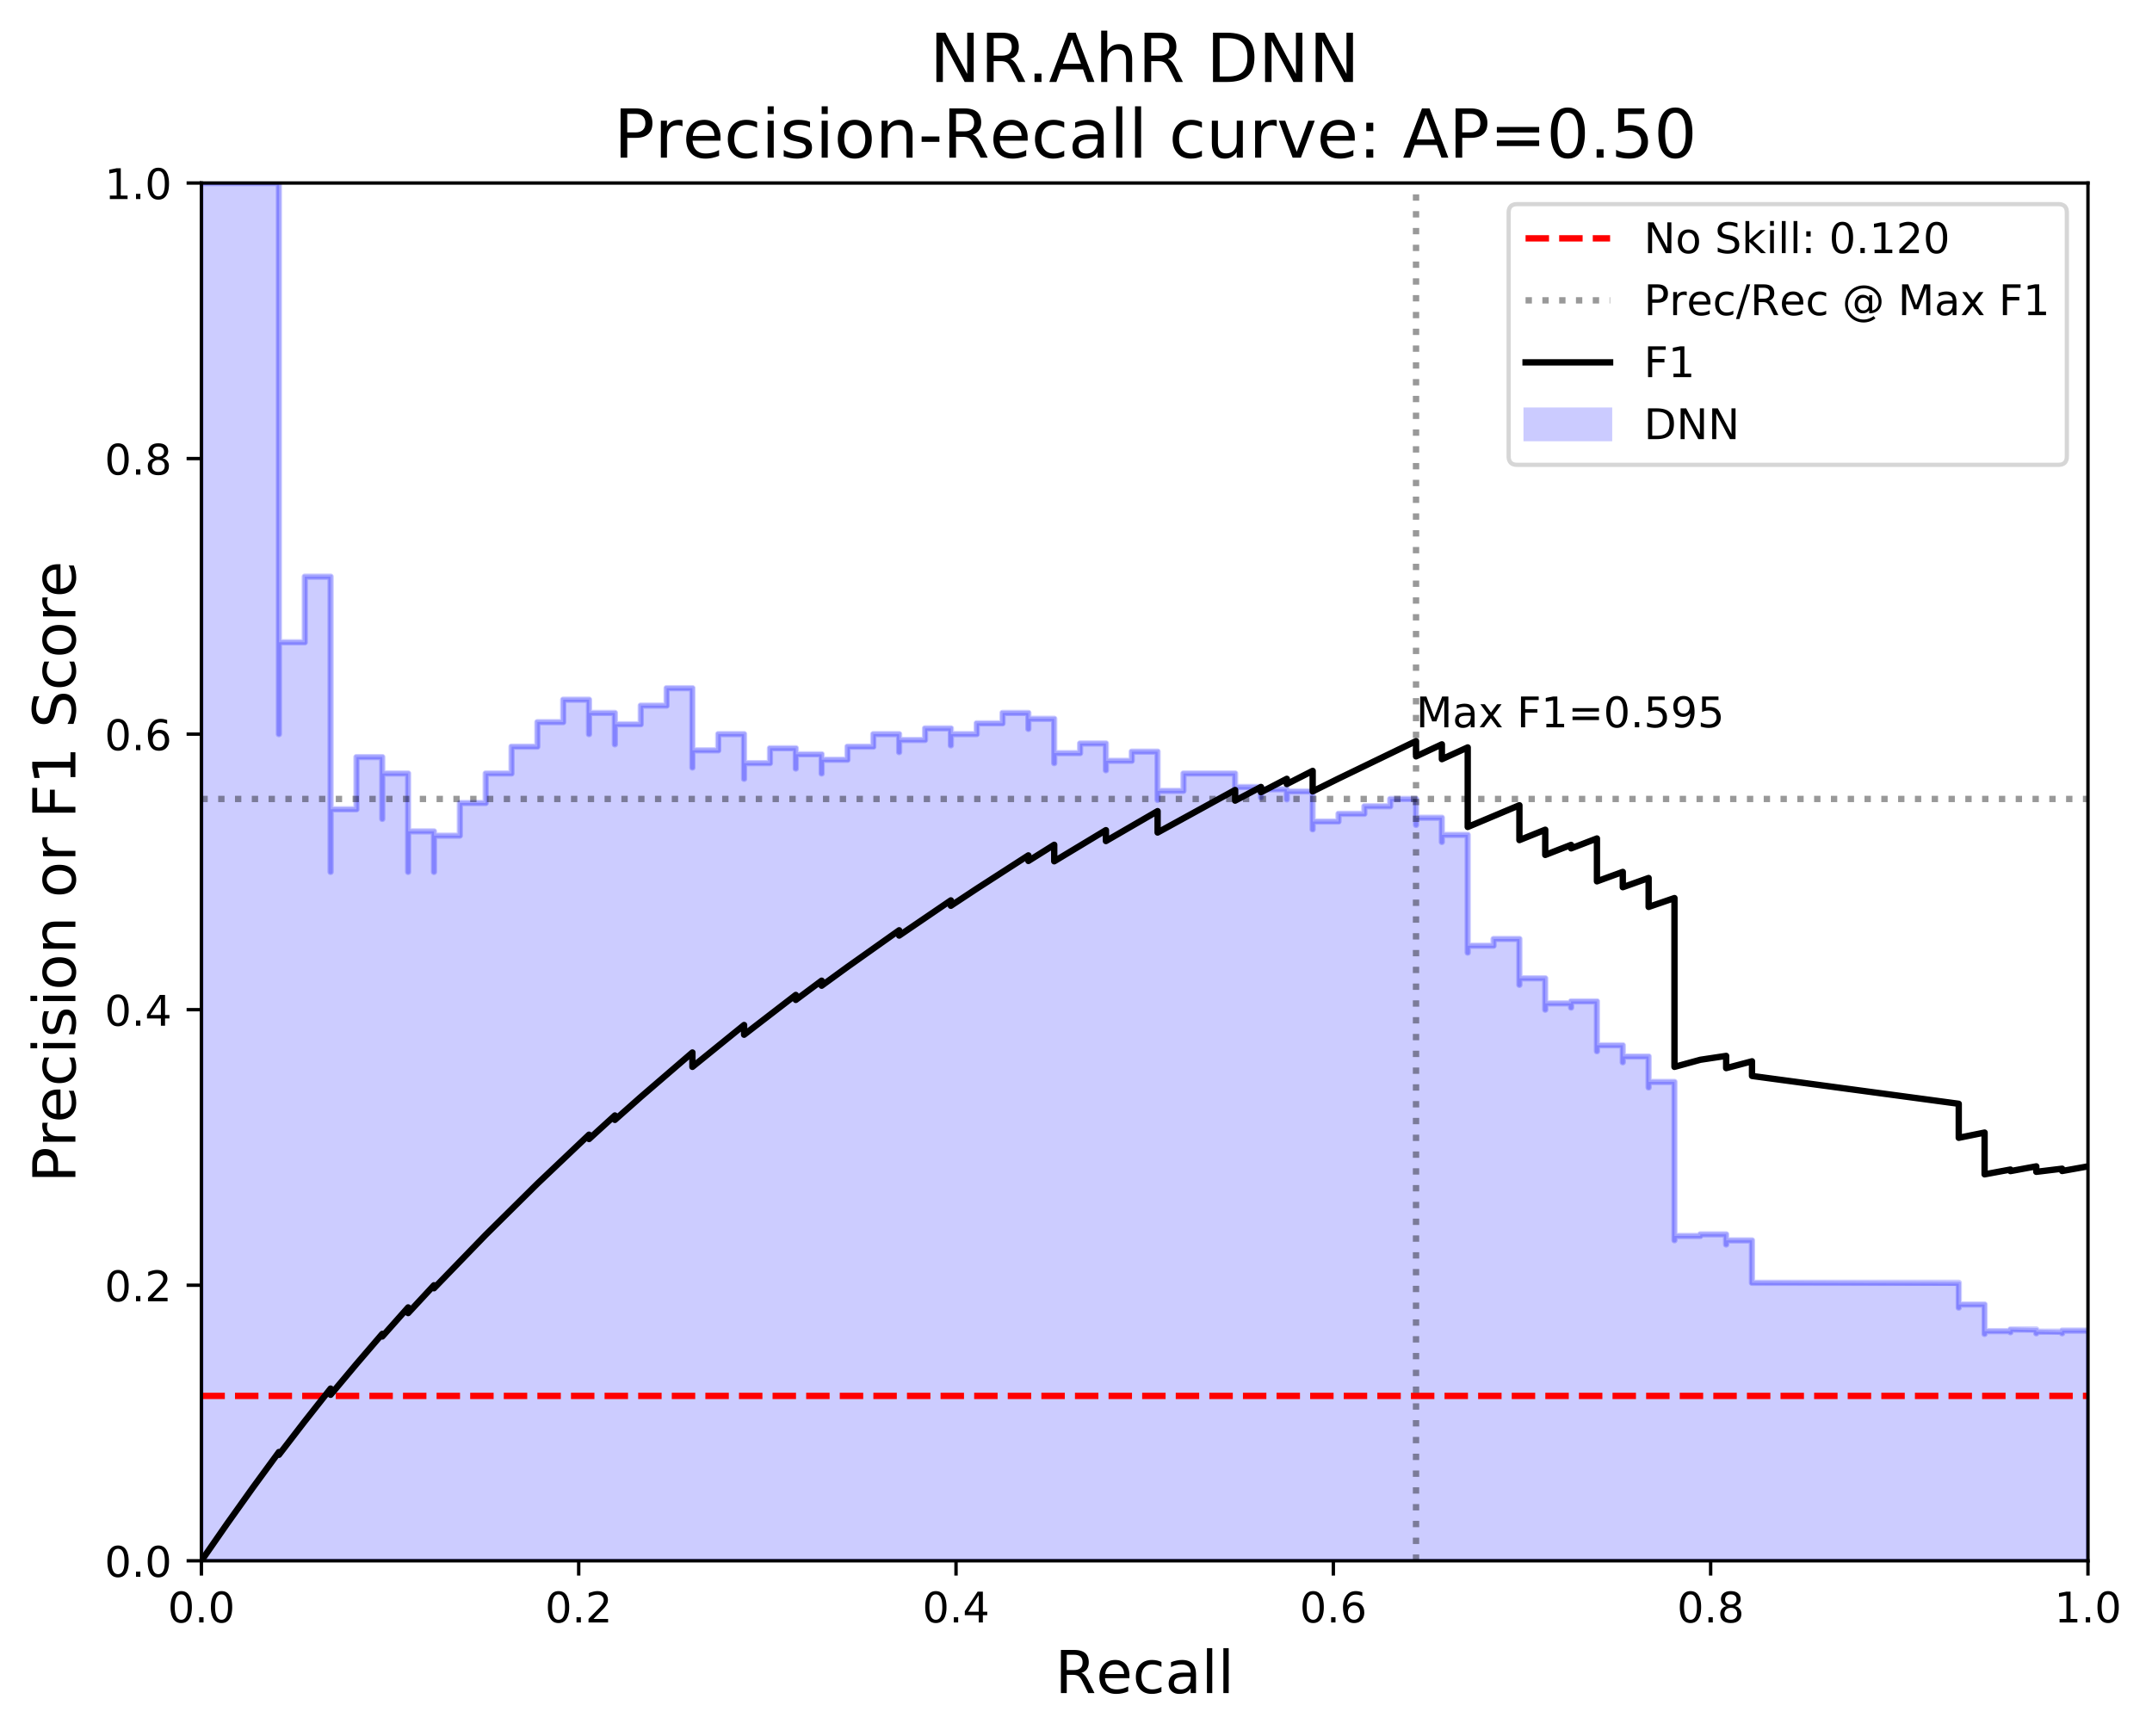 NR.AhR DNN
Precision-Recall curve: AP=0.50
1.0
0.8
0.6
0.4
0.2
0.0
Precision or F1 Score
No Skill: 0.120
Prec/Rec @ Max F1
F1
DNN
Max F1=0.595
0.0 0.2 0.4 0.6 0.8 1.0
Recall